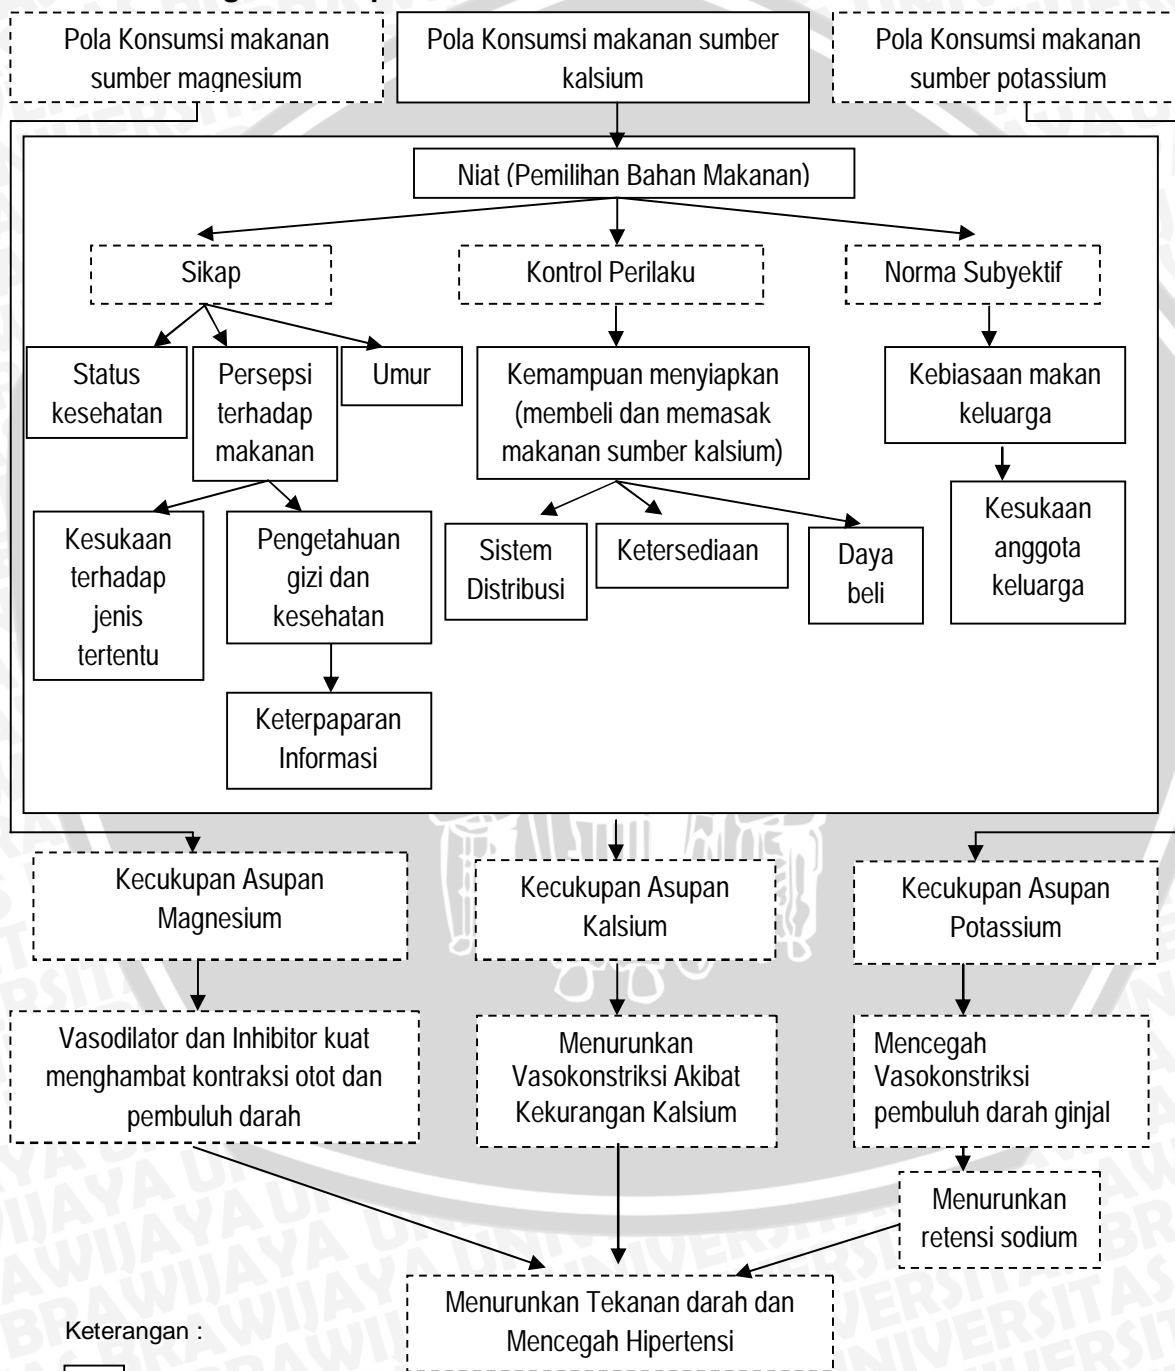 Pola Konsumsi makanan
sumber magnesium
Pola Konsumsi makanan sumber
kalsium
Pola Konsumsi makanan
sumber potassium
Niat (Pemilihan Bahan Makanan)
Sikap
Kontrol Perilaku
Norma Subyektif
Status
kesehatan
Persepsi
terhadap
makanan
Umur
Kemampuan menyiapkan
(membeli dan memasak
makanan sumber kalsium)
Kebiasaan makan
keluarga
Kesukaan
terhadap
jenis
tertentu
Pengetahuan
gizi dan
kesehatan
Sistem
Distribusi
Ketersediaan
Daya
beli
Kesukaan
anggota
keluarga
Keterpaparan
Informasi
Kecukupan Asupan
Magnesium
Kecukupan Asupan
Kalsium
Kecukupan Asupan
Potassium
Vasodilator dan Inhibitor kuat
menghambat kontraksi otot dan
pembuluh darah
Menurunkan
Vasokonstriksi Akibat
Kekurangan Kalsium
Mencegah
Vasokonstriksi
pembuluh darah ginjal
Menurunkan
retensi sodium
Menurunkan Tekanan darah dan
Mencegah Hipertensi
Keterangan :